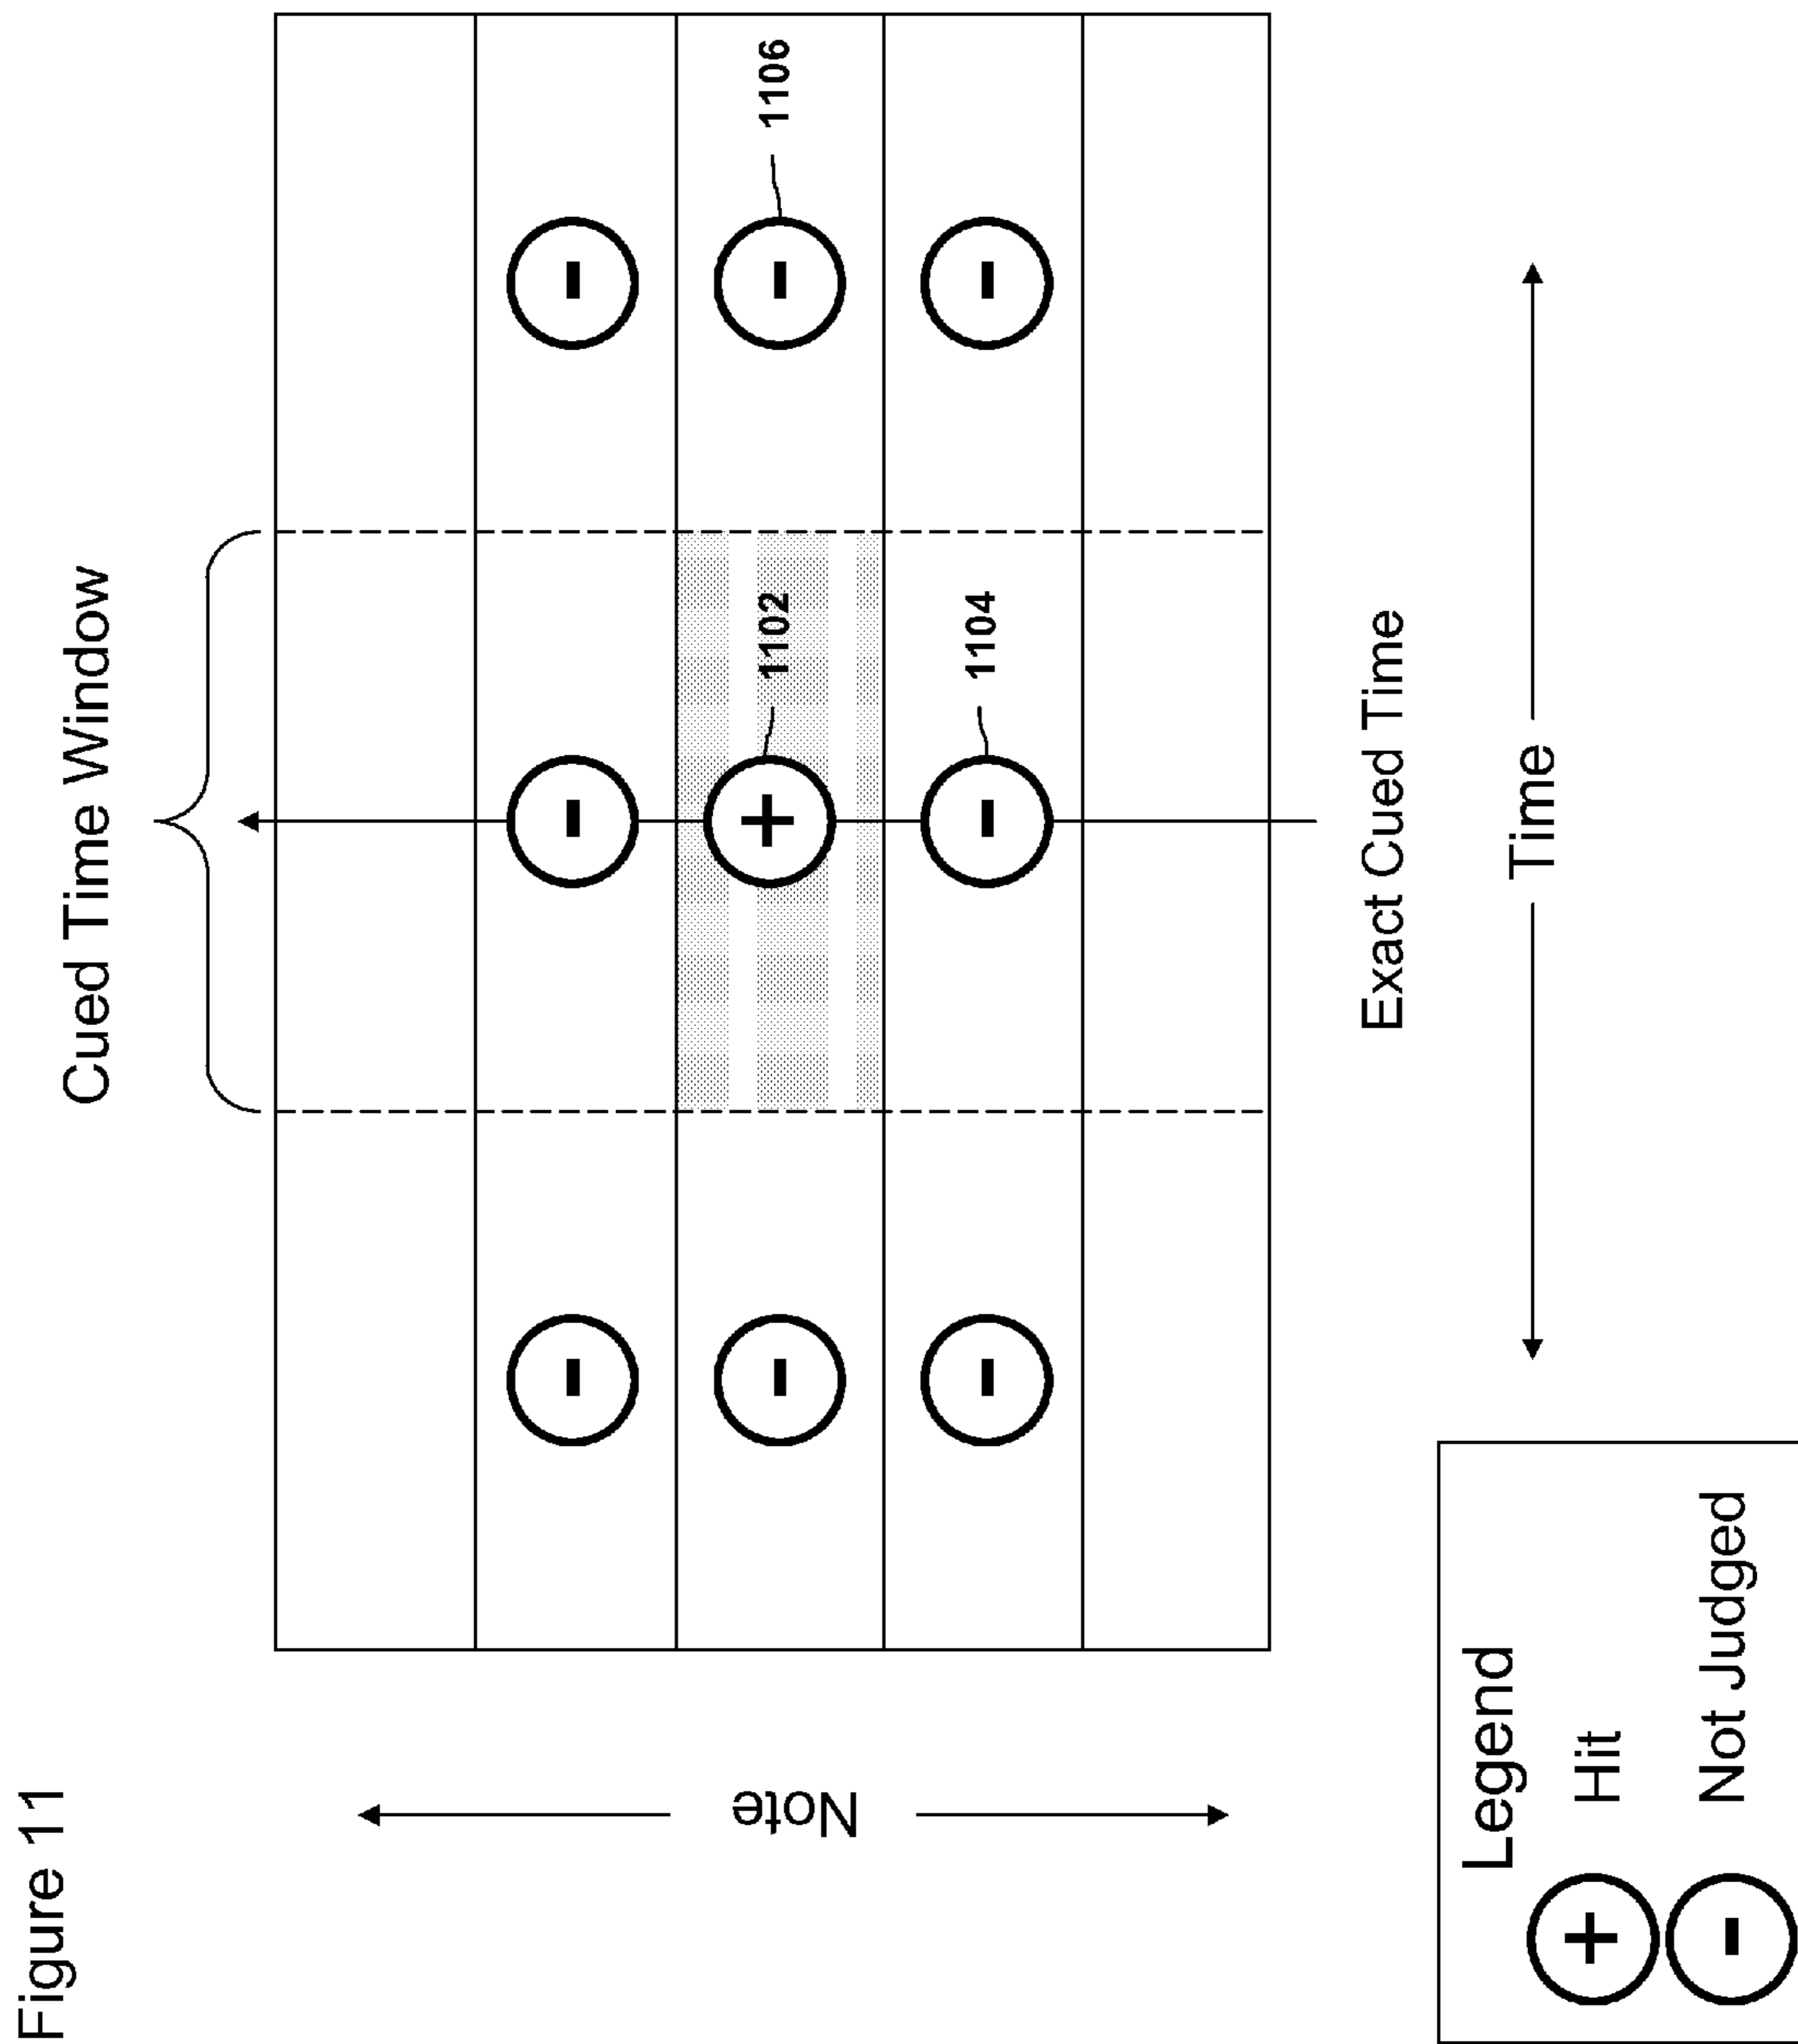 Figure 11
Cued Time Window
Note
1102
1104
1106
Exact Cued Time
Time
Legend
+ Hit
- Not Judged